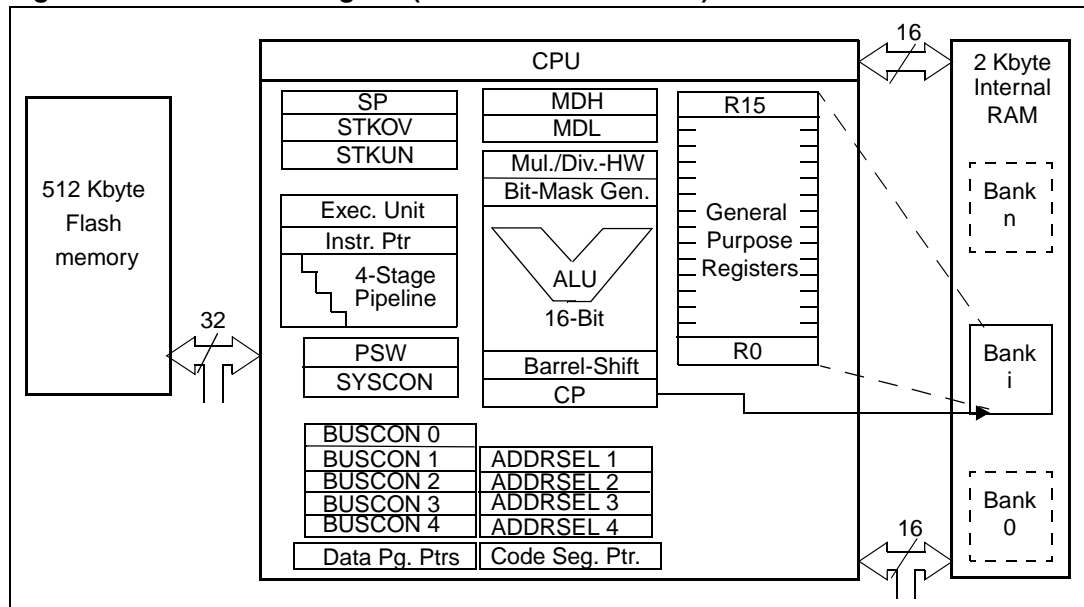 16
CPU
2 Kbyte
Internal
RAM
SP
STKOV
STKUN
MDH
MDL
R15
512 Kbyte
Flash
memory
Mul./Div.-HW
Bit-Mask Gen.
Exec. Unit
Instr. Ptr
4-Stage
Pipeline
ALU
16-Bit
General
Purpose
Registers
Bank
n
32
PSW
SYSCON
Barrel-Shift
CP
R0
Bank
i
BUSCON 0
BUSCON 1
BUSCON 2
BUSCON 3
BUSCON 4
ADDRSEL 1
ADDRSEL 2
ADDRSEL 3
ADDRSEL 4
Data Pg. Ptrs
Code Seg. Ptr.
Bank
0
16
16